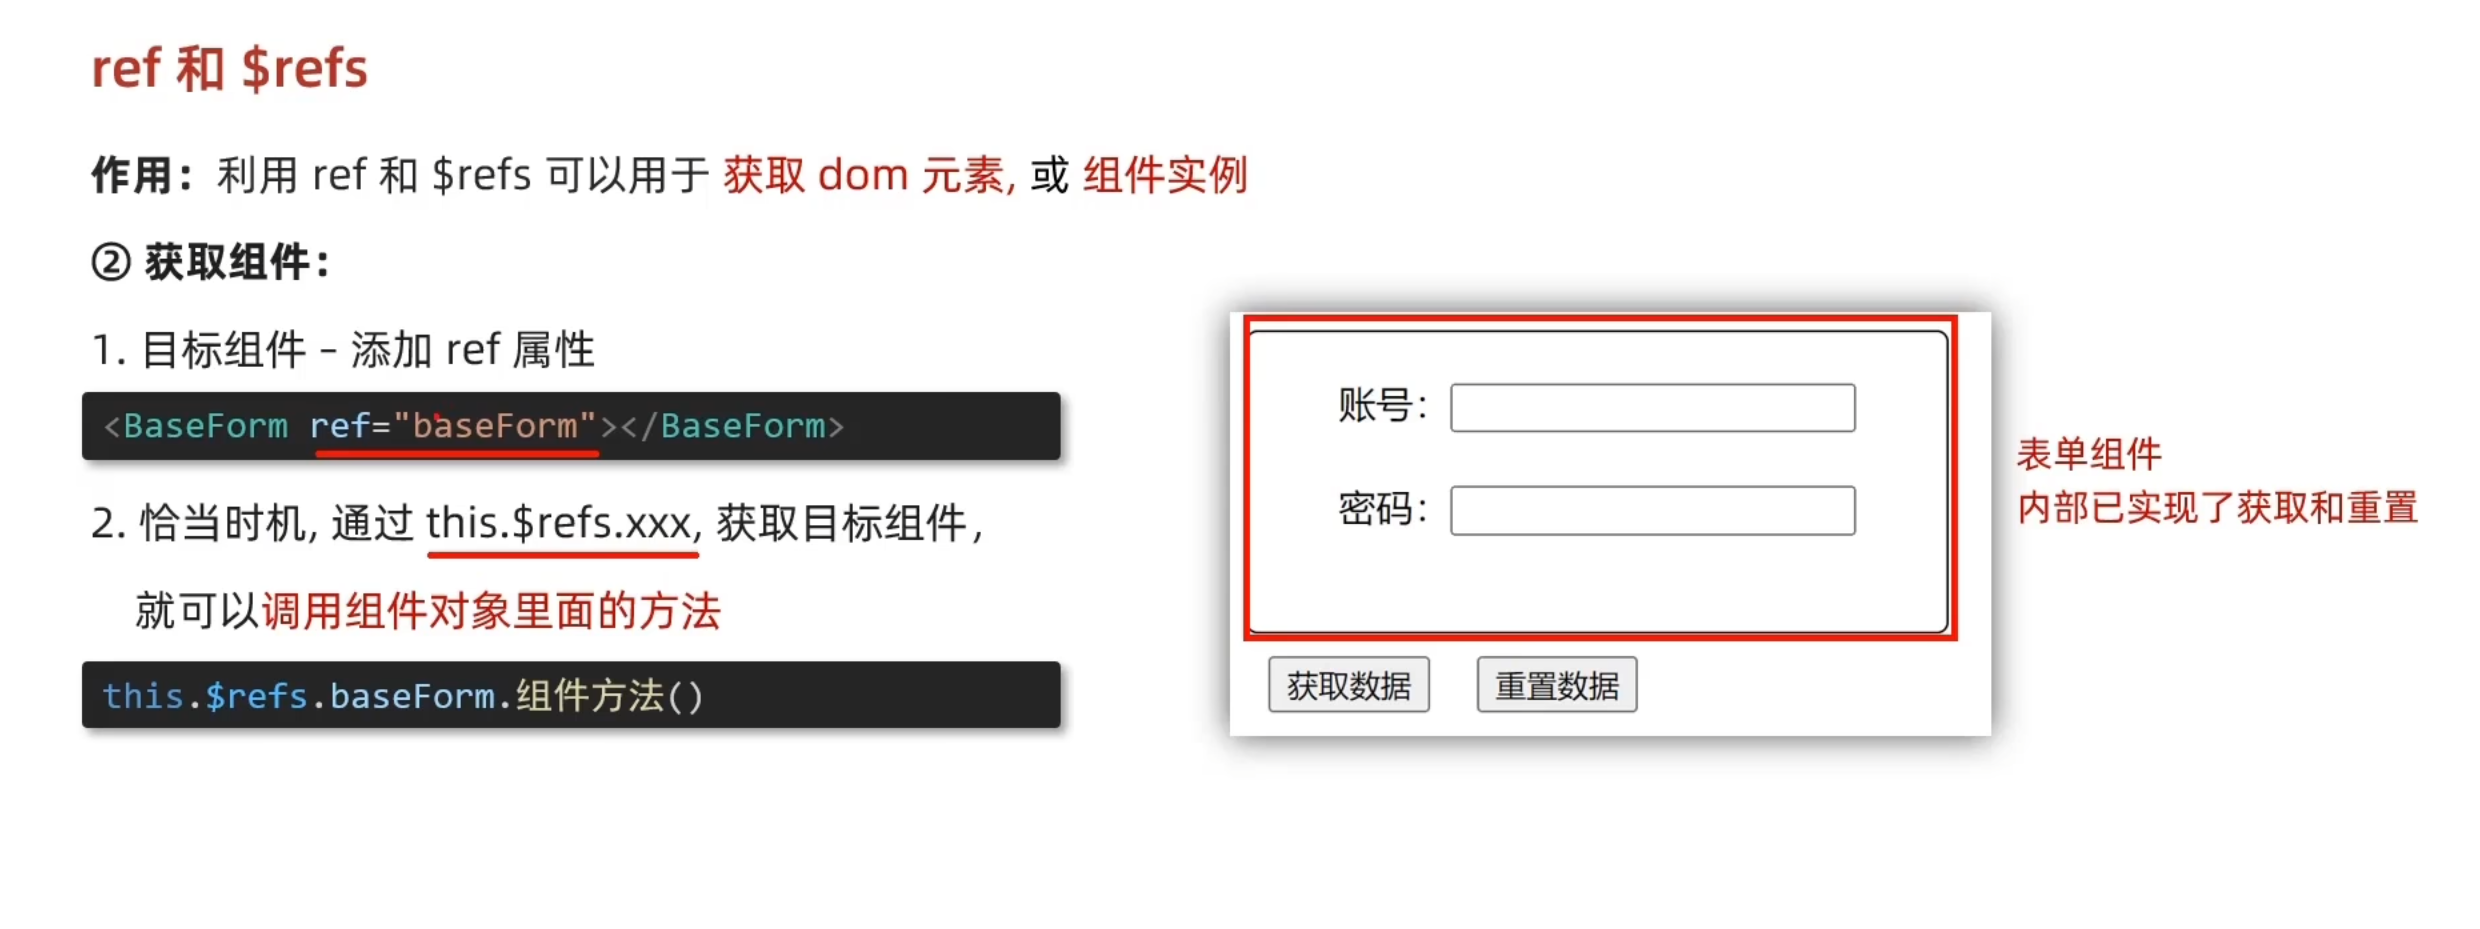 ref 和 $refs
作用：利用 ref 和 $refs 可以用于 获取 dom 元素, 或 组件实例
② 获取组件：
1. 目标组件 – 添加 ref 属性
<BaseForm ref="baseForm"></BaseForm>
2. 恰当时机, 通过 this.$refs.xxx, 获取目标组件，
就可以调用组件对象里面的方法
this.$refs.baseForm.组件方法()
账号：
密码：
获取数据 重置数据
表单组件
内部已实现了获取和重置